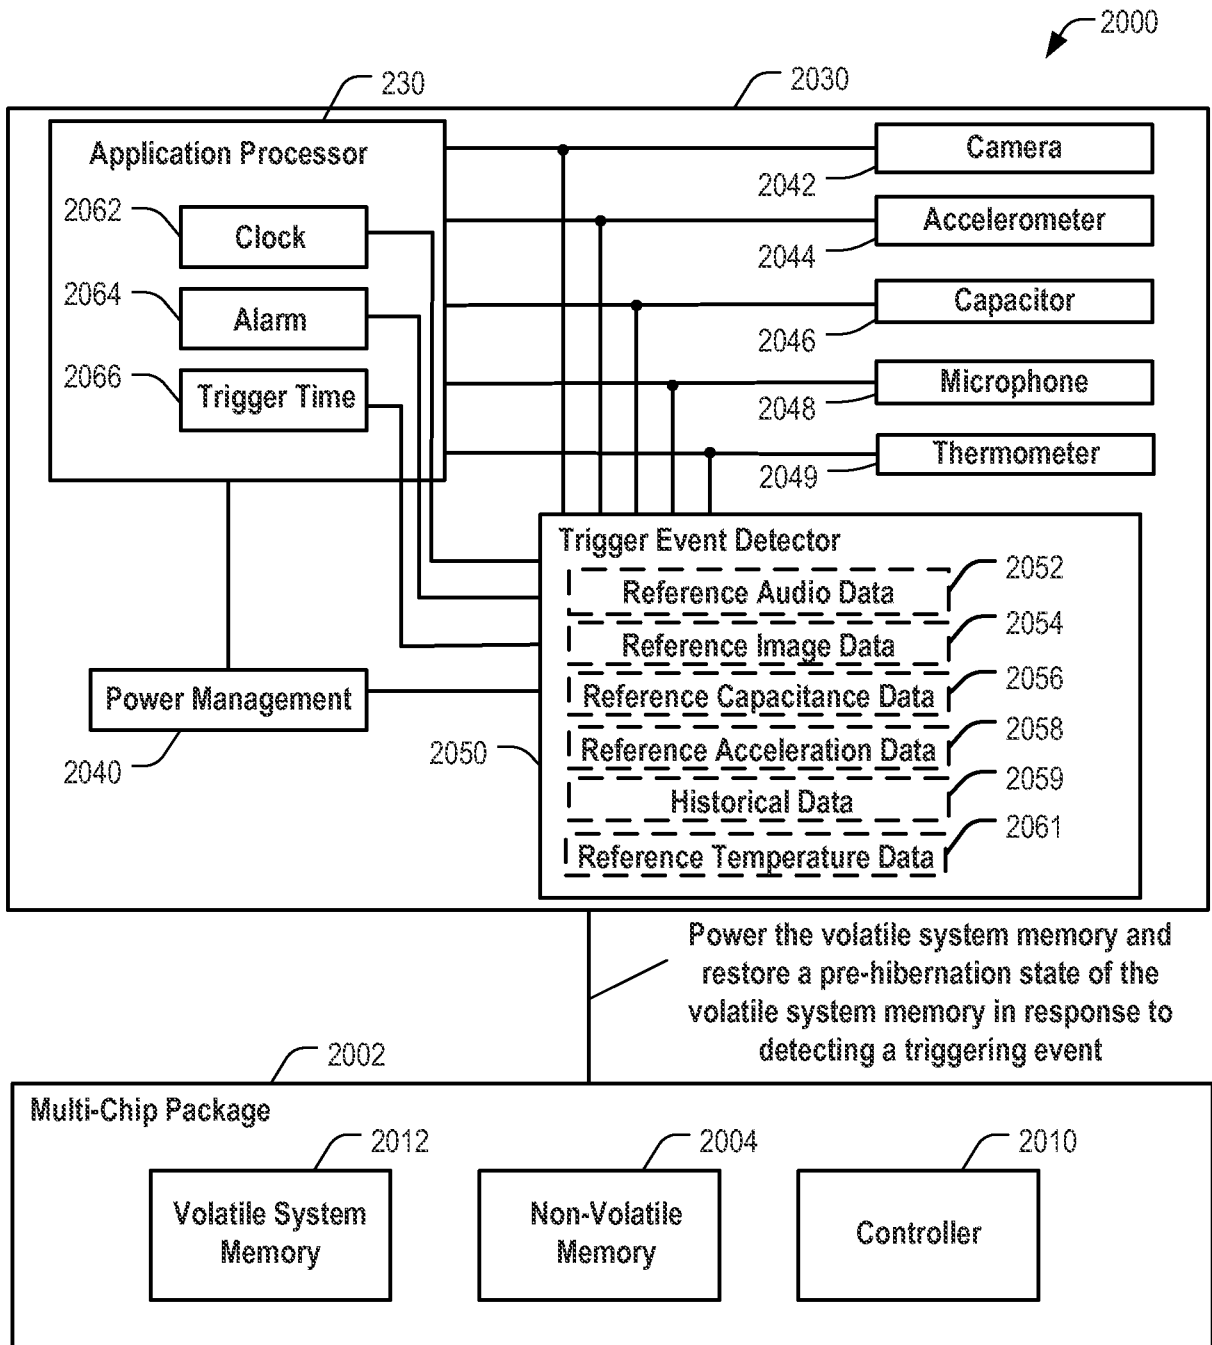 2000
230
2030
Application Processor
Camera
2042
2062
Clock
Accelerometer
2044
2064
Alarm
Capacitor
2046
2066
Trigger Time
Microphone
2048
Thermometer
2049
Trigger Event Detector
Reference Audio Data
2052
Reference Image Data
2054
Reference Capacitance Data
2056
Reference Acceleration Data
2058
Historical Data
2059
Reference Temperature Data
2061
Power Management
2040
2050
Power the volatile system memory and
restore a pre-hibernation state of the
volatile system memory in response to
detecting a triggering event
2002
Multi-Chip Package
2012
2004
2010
Volatile System
Memory
Non-Volatile
Memory
Controller